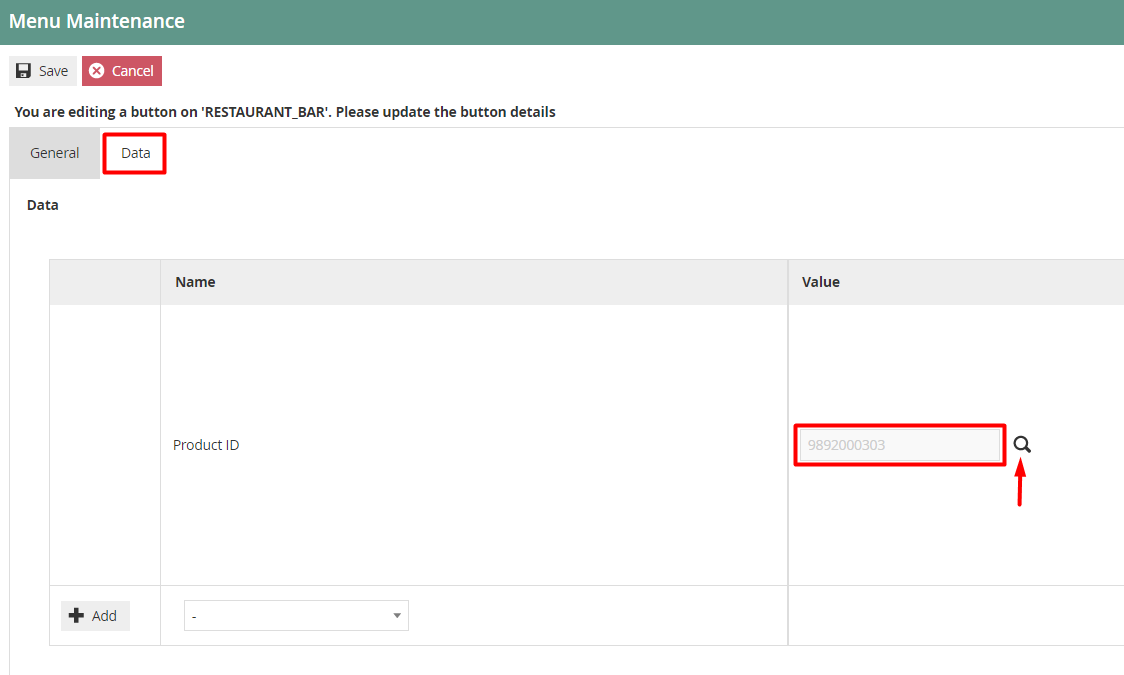 Menu Maintenance
Save Cancel
You are editing a button on 'RESTAURANT_BAR'. Please update the button details
General Data
Data
Name Value
Product ID 9892000303
Add -